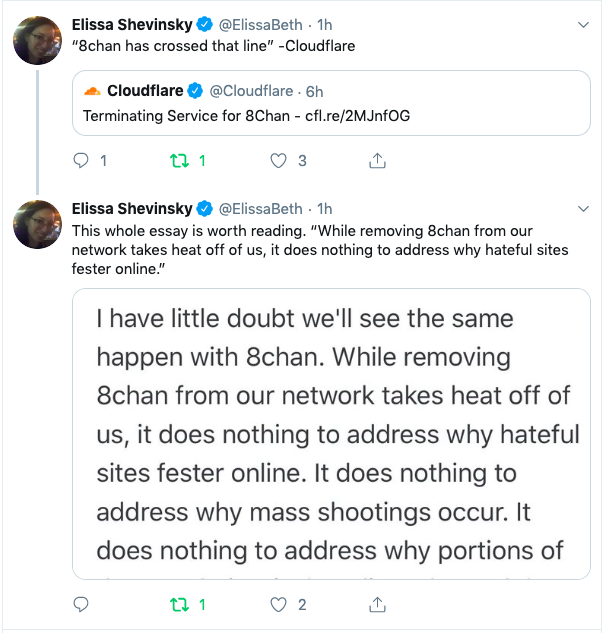 Elissa Shevinsky @ElissaBeth · 1h
“8chan has crossed that line” -Cloudflare
Cloudflare @Cloudflare · 6h
Terminating Service for 8Chan - cfl.re/2MJnfOG
1 1 3
Elissa Shevinsky @ElissaBeth · 1h
This whole essay is worth reading. “While removing 8chan from our
network takes heat off of us, it does nothing to address why hateful sites
fester online.”
I have little doubt we'll see the same
happen with 8chan. While removing
8chan from our network takes heat off of
us, it does nothing to address why hateful
sites fester online. It does nothing to
address why mass shootings occur. It
does nothing to address why portions of
1 2